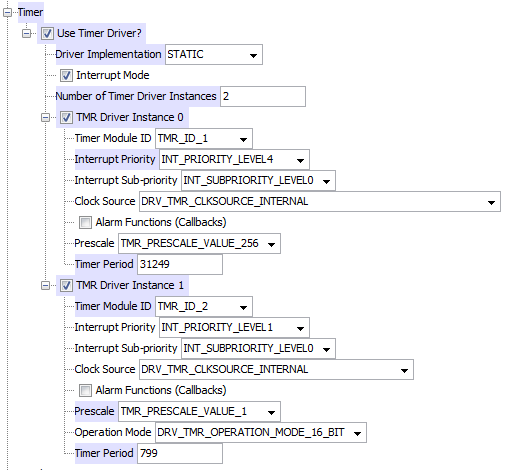 Timer
Use Timer Driver?
Driver Implementation STATIC
Interrupt Mode
Number of Timer Driver Instances 2
TMR Driver Instance 0
Timer Module ID TMR_ID_1
Interrupt Priority INT_PRIORITY_LEVEL4
Interrupt Sub-priority INT_SUBPRIORITY_LEVEL0
Clock Source DRV_TMR_CLKSOURCE_INTERNAL
Alarm Functions (Callbacks)
Prescale TMR_PRESCALE_VALUE_256
Timer Period 31249
TMR Driver Instance 1
Timer Module ID TMR_ID_2
Interrupt Priority INT_PRIORITY_LEVEL1
Interrupt Sub-priority INT_SUBPRIORITY_LEVEL0
Clock Source DRV_TMR_CLKSOURCE_INTERNAL
Alarm Functions (Callbacks)
Prescale TMR_PRESCALE_VALUE_1
Operation Mode DRV_TMR_OPERATION_MODE_16_BIT
Timer Period 799